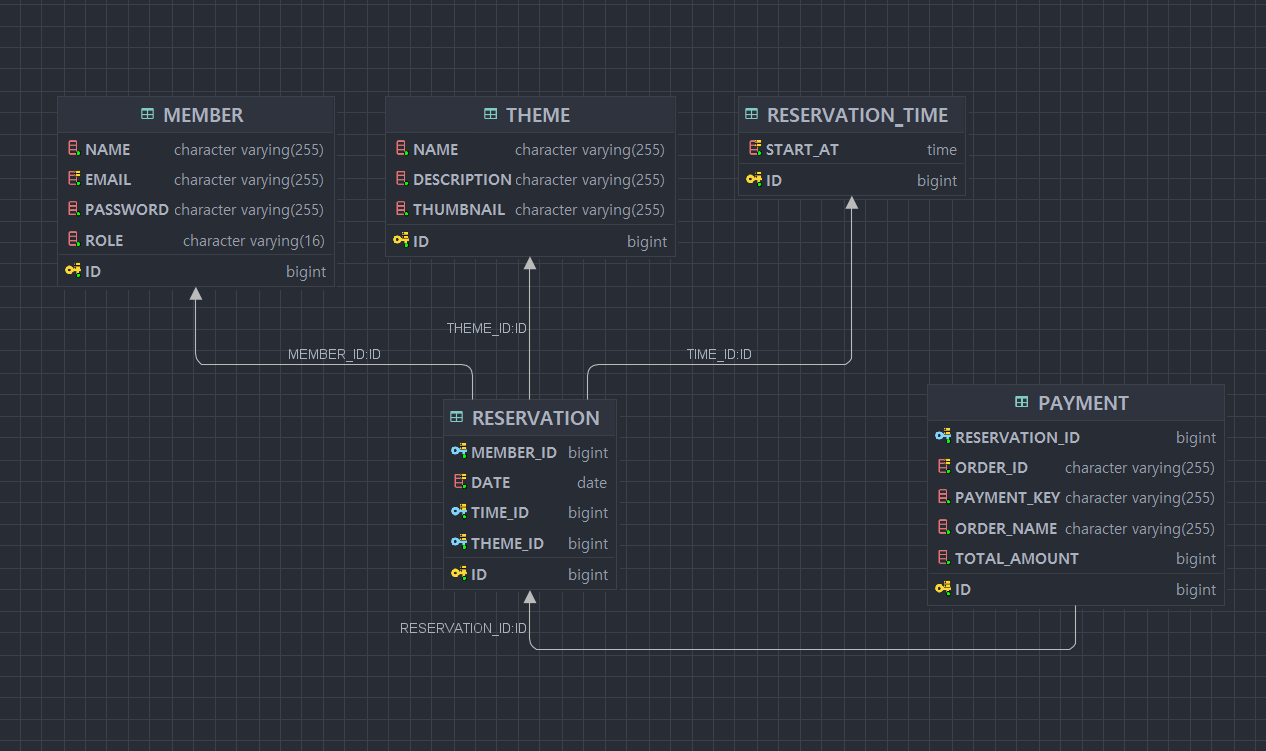 MEMBER
NAME character varying(255)
EMAIL character varying(255)
PASSWORD character varying(255)
ROLE character varying(16)
ID bigint
THEME
NAME character varying(255)
DESCRIPTION character varying(255)
THUMBNAIL character varying(255)
ID bigint
RESERVATION_TIME
START_AT time
ID bigint
THEME_ID:ID
MEMBER_ID:ID
TIME_ID:ID
RESERVATION
MEMBER_ID bigint
DATE date
TIME_ID bigint
THEME_ID bigint
ID bigint
PAYMENT
RESERVATION_ID bigint
ORDER_ID character varying(255)
PAYMENT_KEY character varying(255)
ORDER_NAME character varying(255)
TOTAL_AMOUNT bigint
ID bigint
RESERVATION_ID:ID